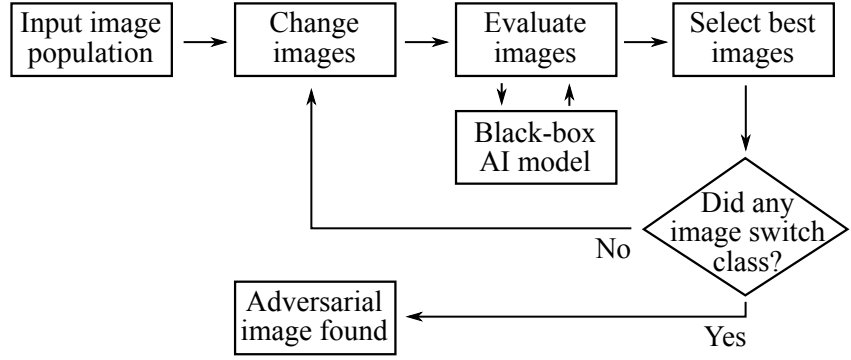 Input image
population
Change
images
Evaluate
images
Select best
images
Black-box
AI model
Did any
image switch
class?
No
Yes
Adversarial
image found